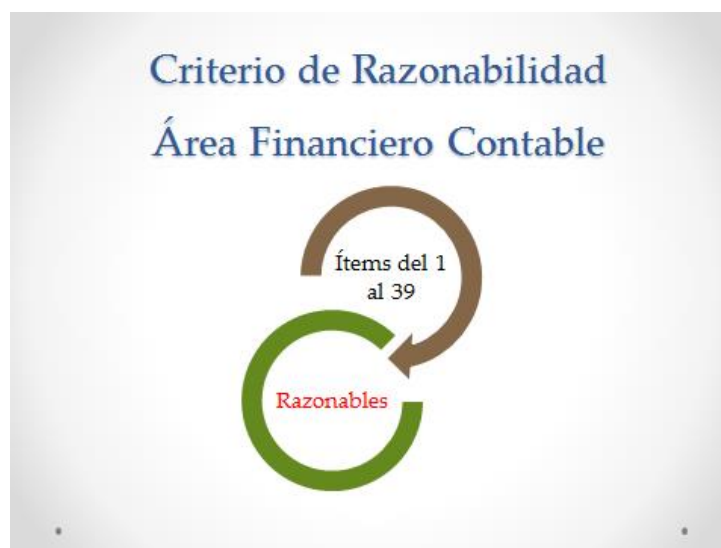 Criterio de Razonabilidad
Área Financiero Contable
Ítems del 1
al 39
Razonables